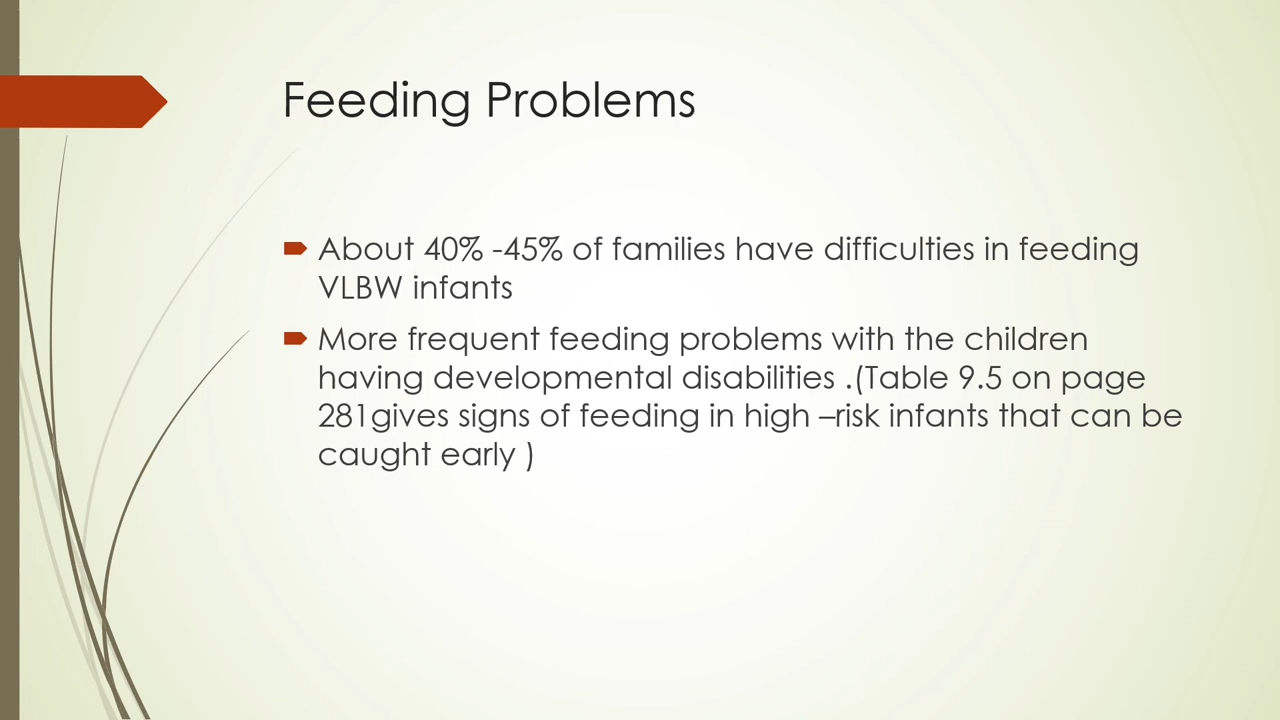 Feeding Problems
About 40% -45% of families have difficulties in feeding
VLBW infants
More frequent feeding problems with the children
having developmental disabilities .(Table 9.5 on page
281gives signs of feeding in high –risk infants that can be
caught early )